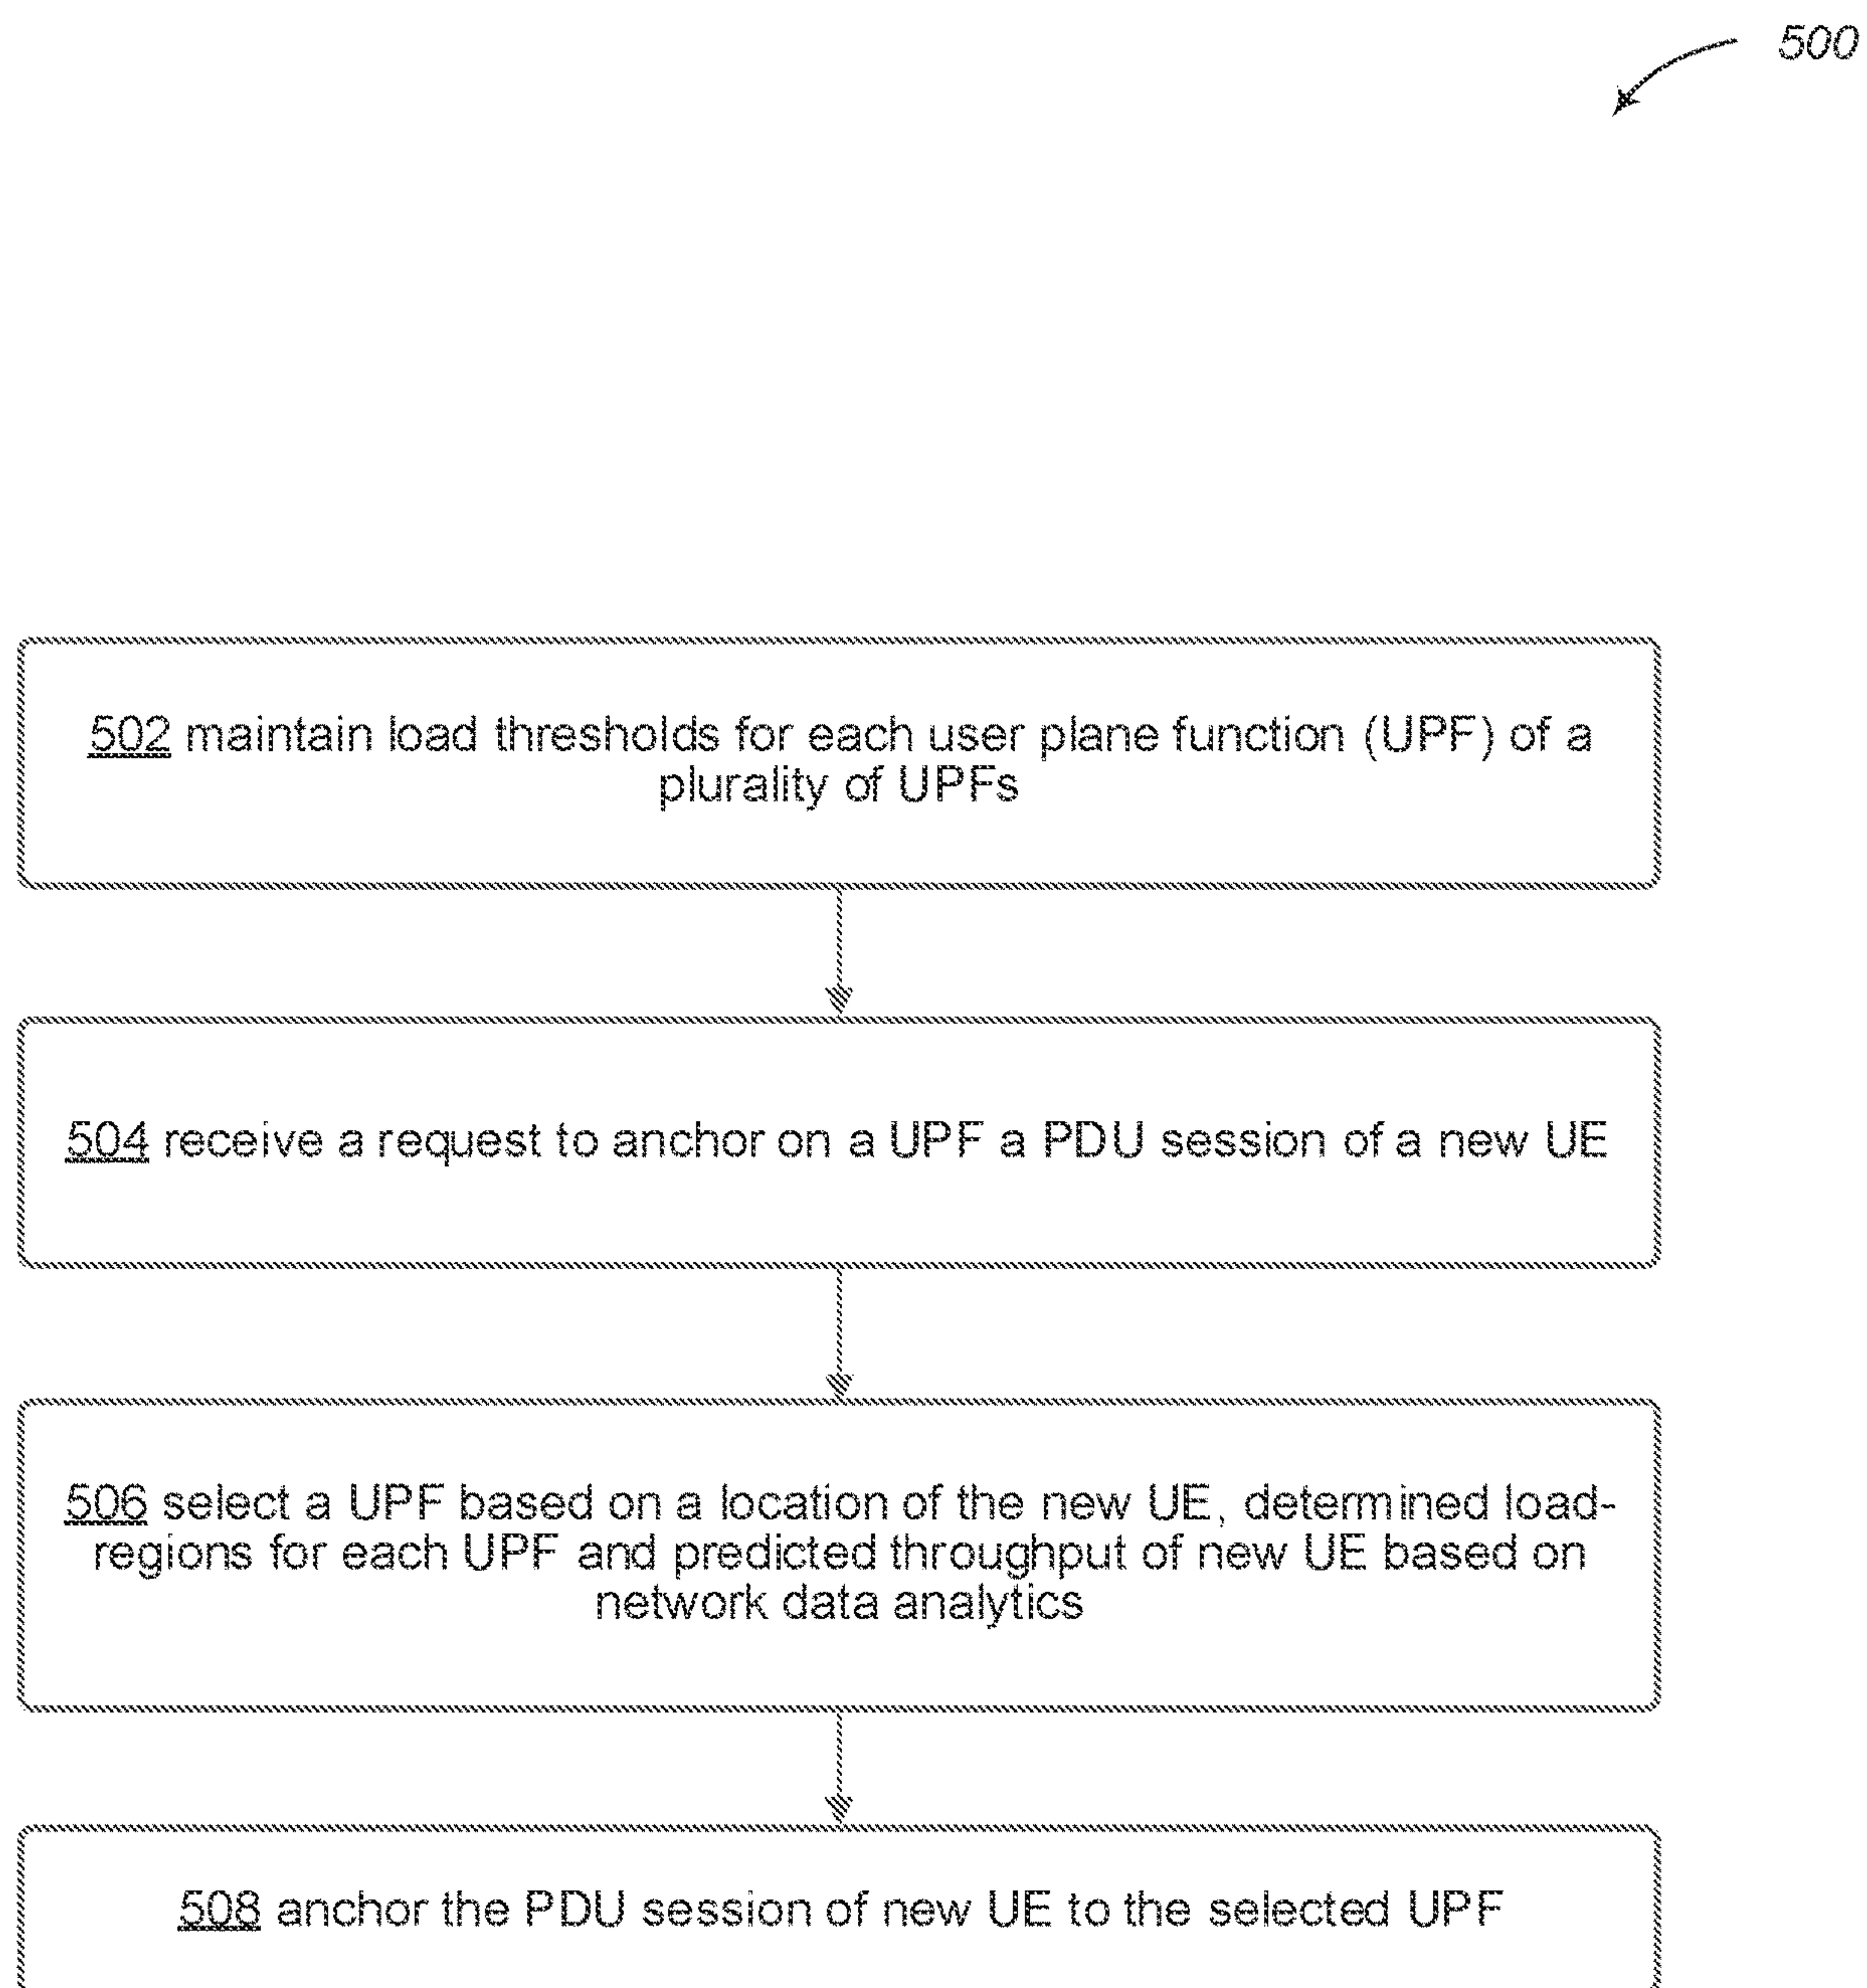 500
502 maintain load thresholds for each user plane function (UPF) of a
plurality of UPFs
504 receive a request to anchor on a UPF a PDU session of a new UE
506 select a UPF based on a location of the new UE, determined load-
regions for each UPF and predicted throughput of new UE based on
network data analytics
508 anchor the PDU session of new UE to the selected UPF